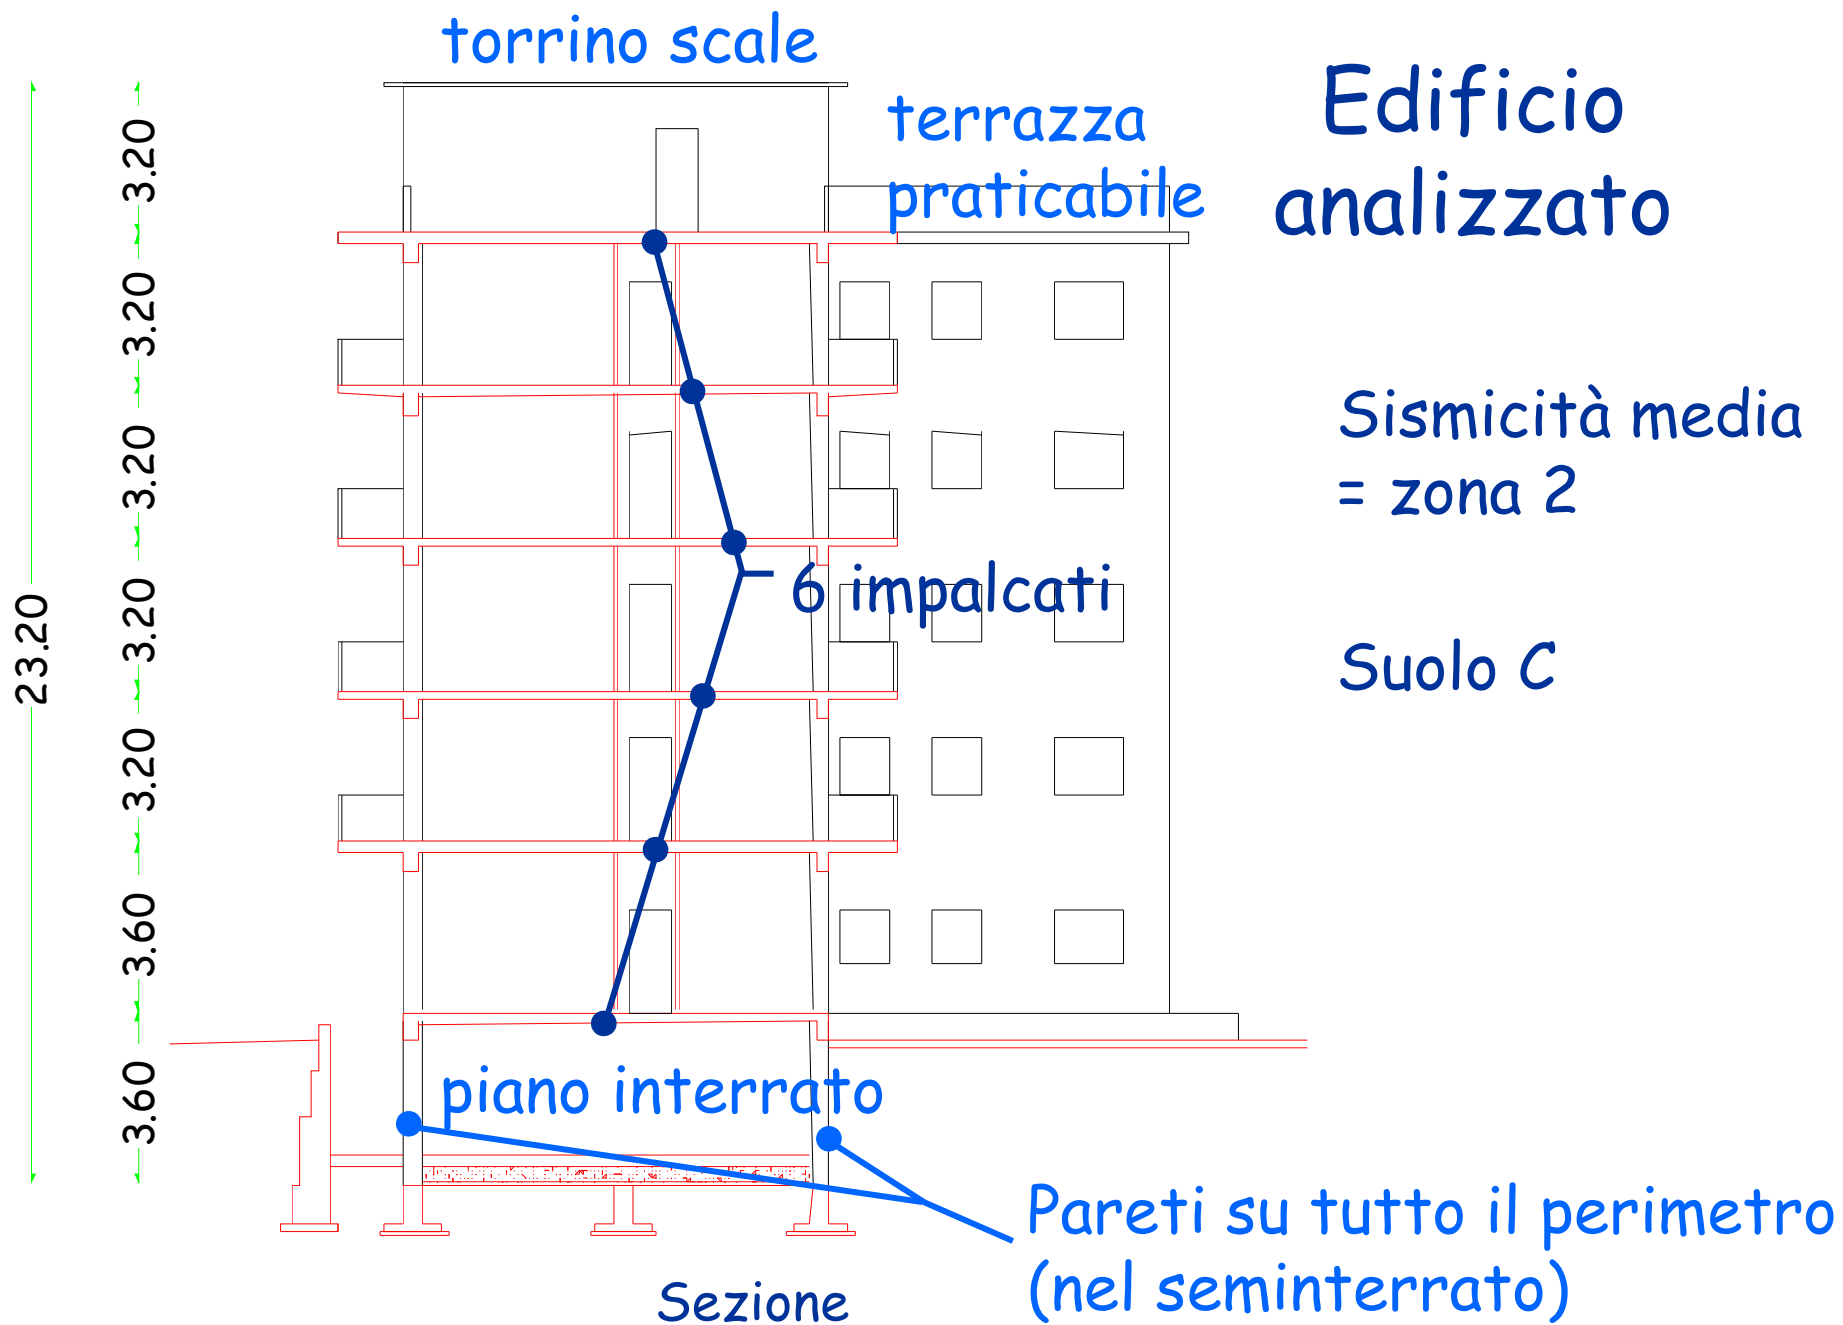 torrino scale
terrazza
praticabile
Edificio
analizzato
Sismicità media
= zona 2
Suolo C
6 impalcati
23.20
3.20
3.20
3.20
3.20
3.20
3.60
3.60
piano interrato
Pareti su tutto il perimetro
(nel seminterrato)
Sezione